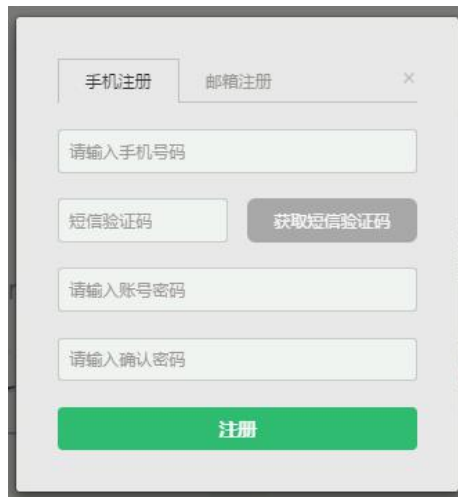 手机注册 邮箱注册 ×
请输入手机号码
短信验证码 获取短信验证码
请输入账号密码
请输入确认密码
注册